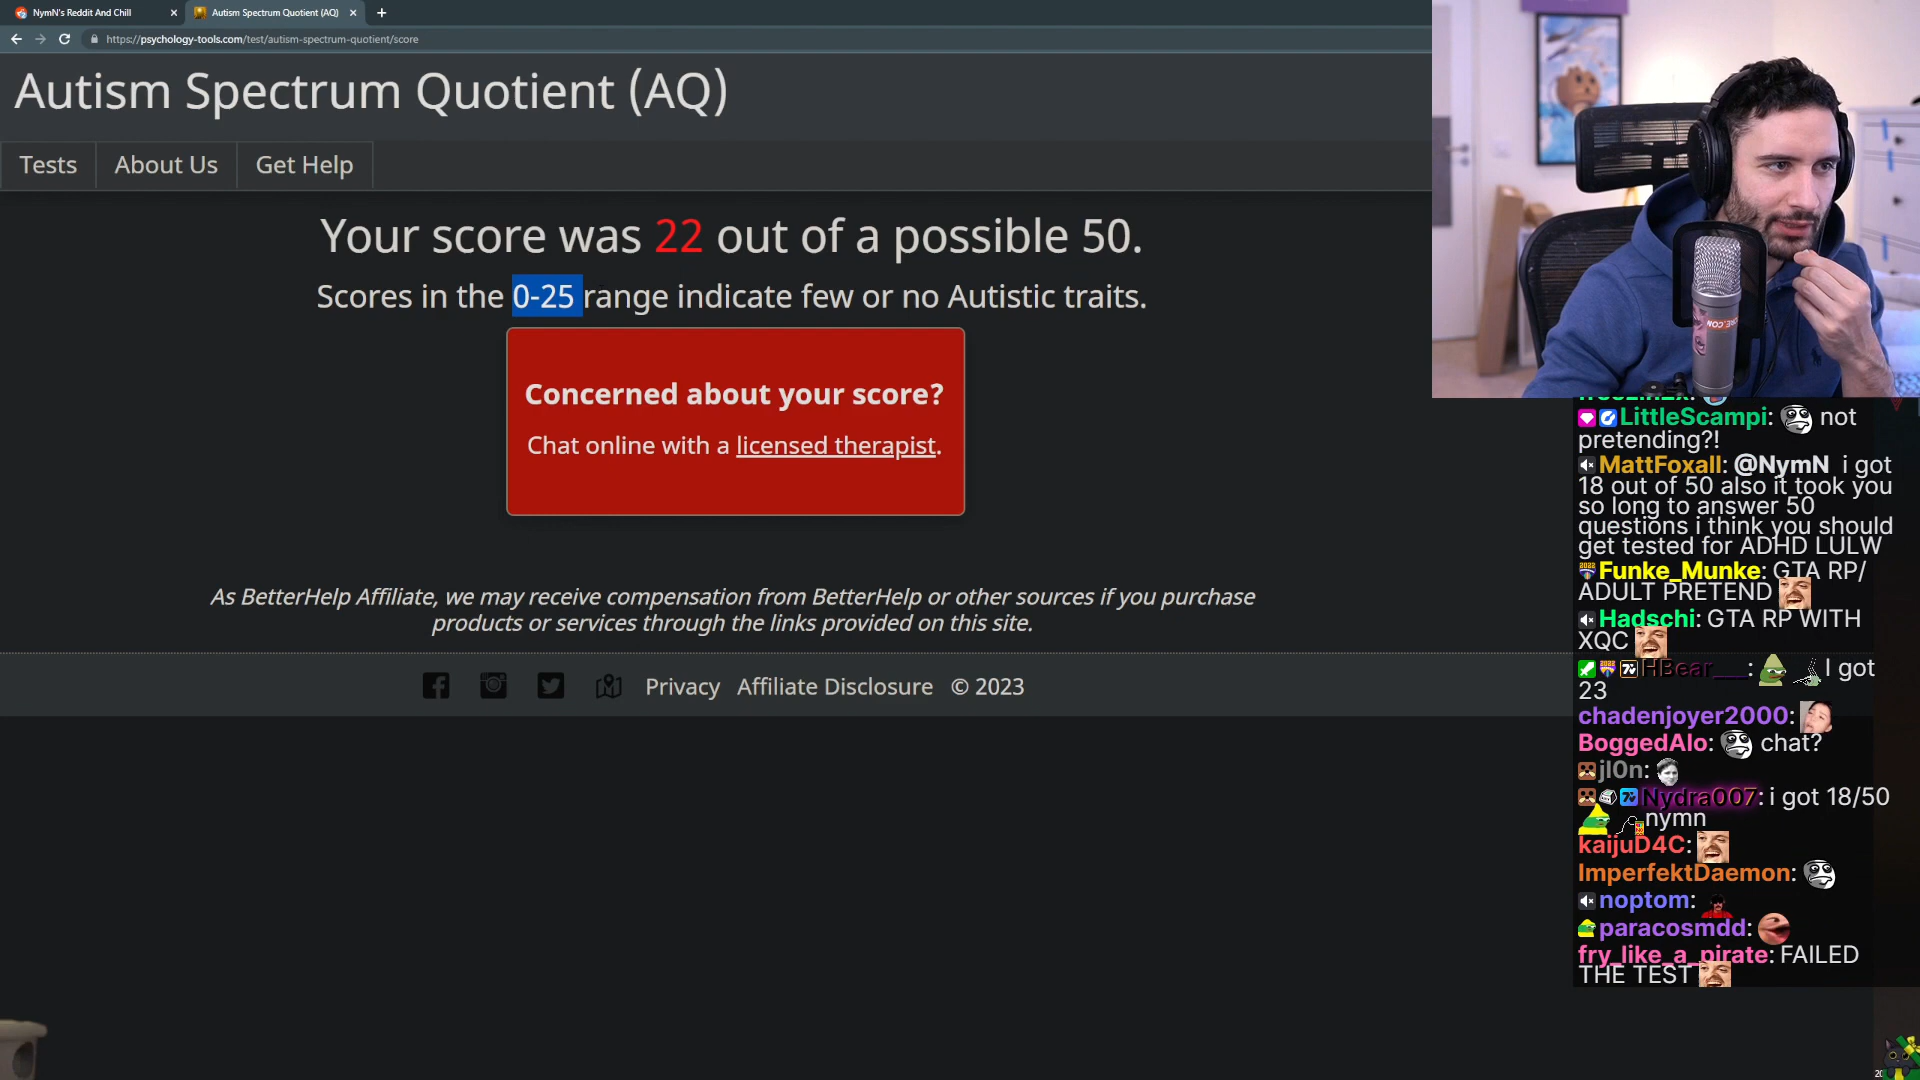 NymN's Reddit And Chill
Autism Spectrum Quotient (AQ)
https://psychology-tools.com/test/autism-spectrum-quotient/score
Autism Spectrum Quotient (AQ)
Tests About Us Get Help
Your score was 22 out of a possible 50.
Scores in the 0-25 range indicate few or no Autistic traits.
Concerned about your score?
Chat online with a licensed therapist.
As BetterHelp Affiliate, we may receive compensation from BetterHelp or other sources if you purchase
products or services through the links provided on this site.
Privacy Affiliate Disclosure © 2023
LittleScampi: not
pretending?!
MattFoxall: @NymN i got
18 out of 50 also it took you
so long to answer 50
questions i think you should
get tested for ADHD LULW
Funke_Munke: GTA RP/
ADULT PRETEND
Hadschi: GTA RP WITH
XQC
HBear___: I got
23
chadenjoyer2000:
BoggedAlo: chat?
jl0n:
Nydra007: i got 18/50
nymn
kaijuD4C:
ImperfektDaemon:
noptom:
paracosmdd:
fry_like_a_pirate: FAILED
THE TEST